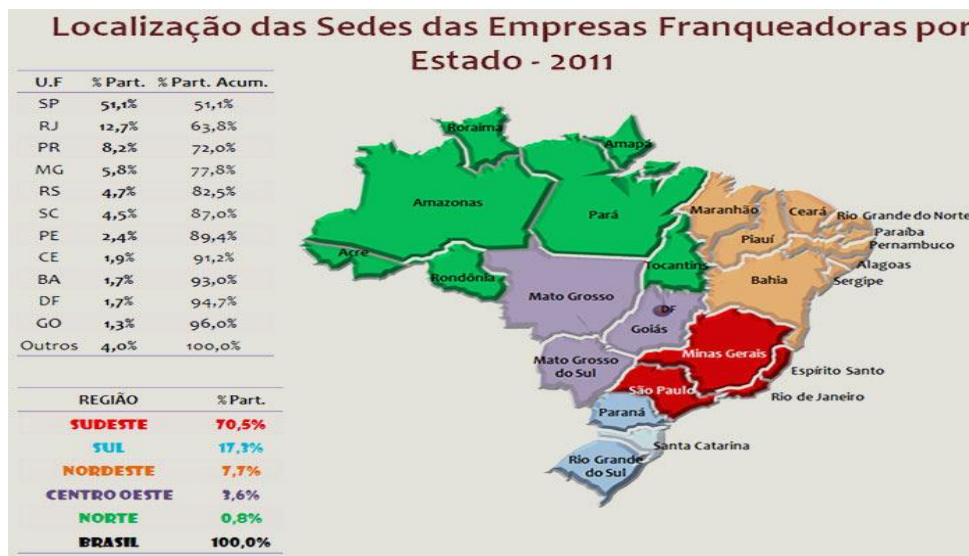 Localização das Sedes das Empresas Franqueadoras por
Estado - 2011
U.F % Part. % Part. Acum.
SP 51,1% 51,1%
RJ 12,7% 63,8%
PR 8,2% 72,0%
MG 5,8% 77,8%
RS 4,7% 82,5%
SC 4,5% 87,0%
PE 2,4% 89,4%
CE 1,9% 91,2%
BA 1,7% 93,0%
DF 1,7% 94,7%
GO 1,3% 96,0%
Outros 4,0% 100,0%
REGIÃO % Part.
SUDESTE 70,5%
SUL 17,3%
NORDESTE 7,7%
CENTRO OESTE 3,6%
NORTE 0,8%
BRASIL 100,0%
Roraima
Amapá
Amazonas
Pará
Maranhão
Ceará
Rio Grande do Norte
Paraíba
Piauí
Pernambuco
Acre
Rondônia
Tocantins
Alagoas
Bahia
Sergipe
Mato Grosso
DF
Goiás
Mato Grosso
do Sul
Minas Gerais
Espírito Santo
São Paulo
Rio de Janeiro
Paraná
Santa Catarina
Rio Grande
do Sul